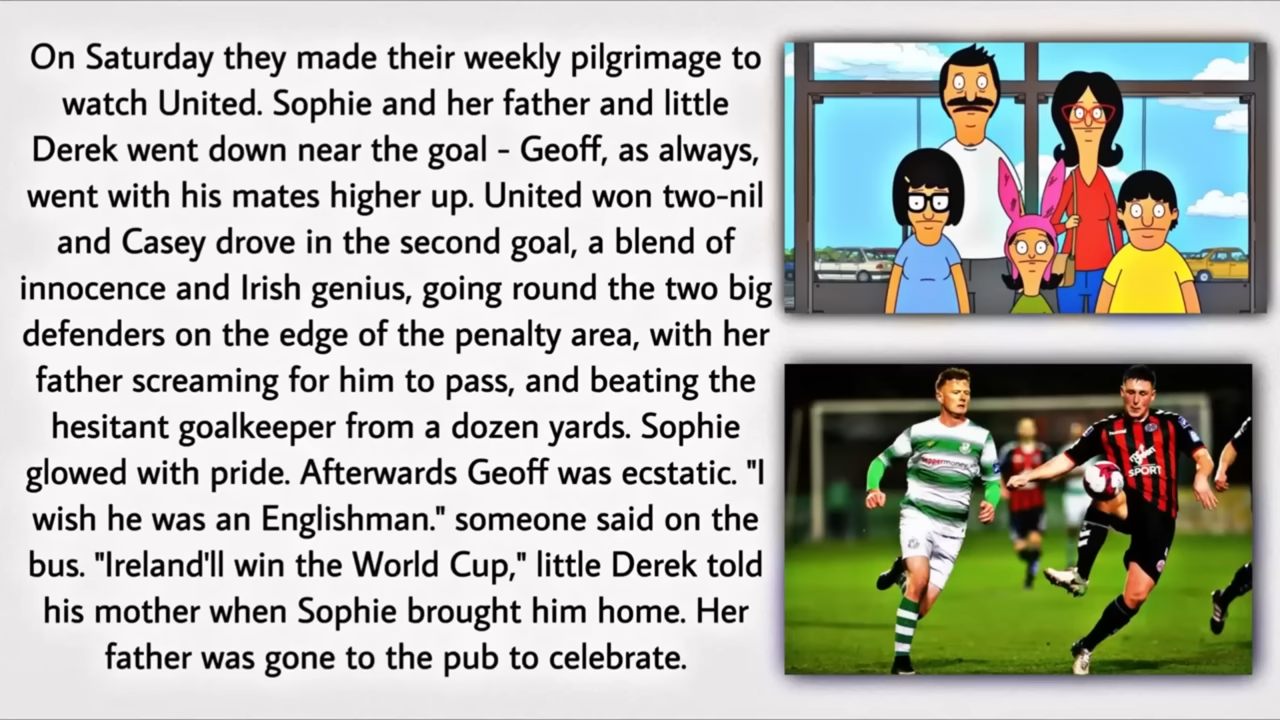 On Saturday they made their weekly pilgrimage to
watch United. Sophie and her father and little
Derek went down near the goal - Geoff, as always,
went with his mates higher up. United won two-nil
and Casey drove in the second goal, a blend of
innocence and Irish genius, going round the two big
defenders on the edge of the penalty area, with her
father screaming for him to pass, and beating the
hesitant goalkeeper from a dozen yards. Sophie
glowed with pride. Afterwards Geoff was ecstatic. "I
wish he was an Englishman." someone said on the
bus. "Ireland'll win the World Cup," little Derek told
his mother when Sophie brought him home. Her
father was gone to the pub to celebrate.
SPORT